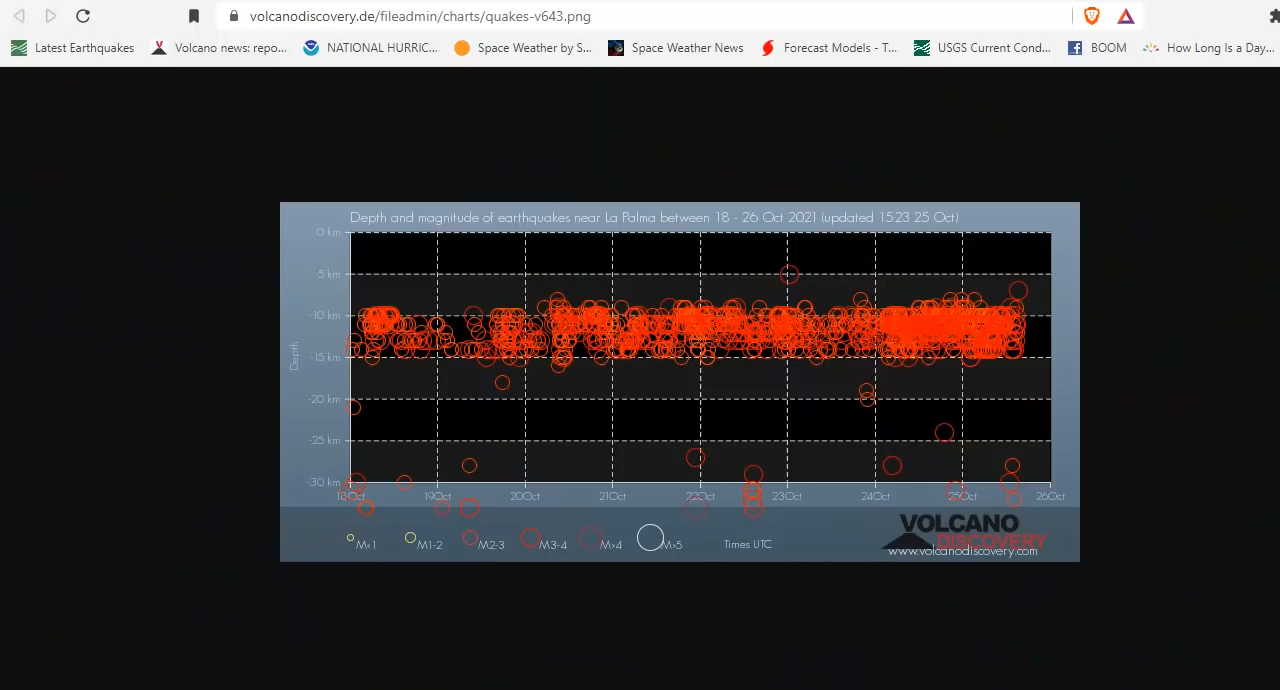 volcanodiscovery.de/fileadmin/charts/quakes-v643.png
Latest Earthquakes
Volcano news: repo...
NATIONAL HURRIC...
Space Weather by S...
Space Weather News
Forecast Models - T...
USGS Current Cond...
BOOM
How Long Is a Day...
Depth and magnitude of earthquakes near La Palma between 18 - 26 Oct 2021 (updated 15:23 25 Oct)
0 km
-5 km
-10 km
-15 km
-20 km
-25 km
-30 km
Depth
18Oct 19Oct 20Oct 21Oct 22Oct 23Oct 24Oct 25Oct 26Oct
M<1 M1-2 M2-3 M3-4 M>4 M>5 Times UTC
VOLCANO
DISCOVERY
www.volcanodiscovery.com